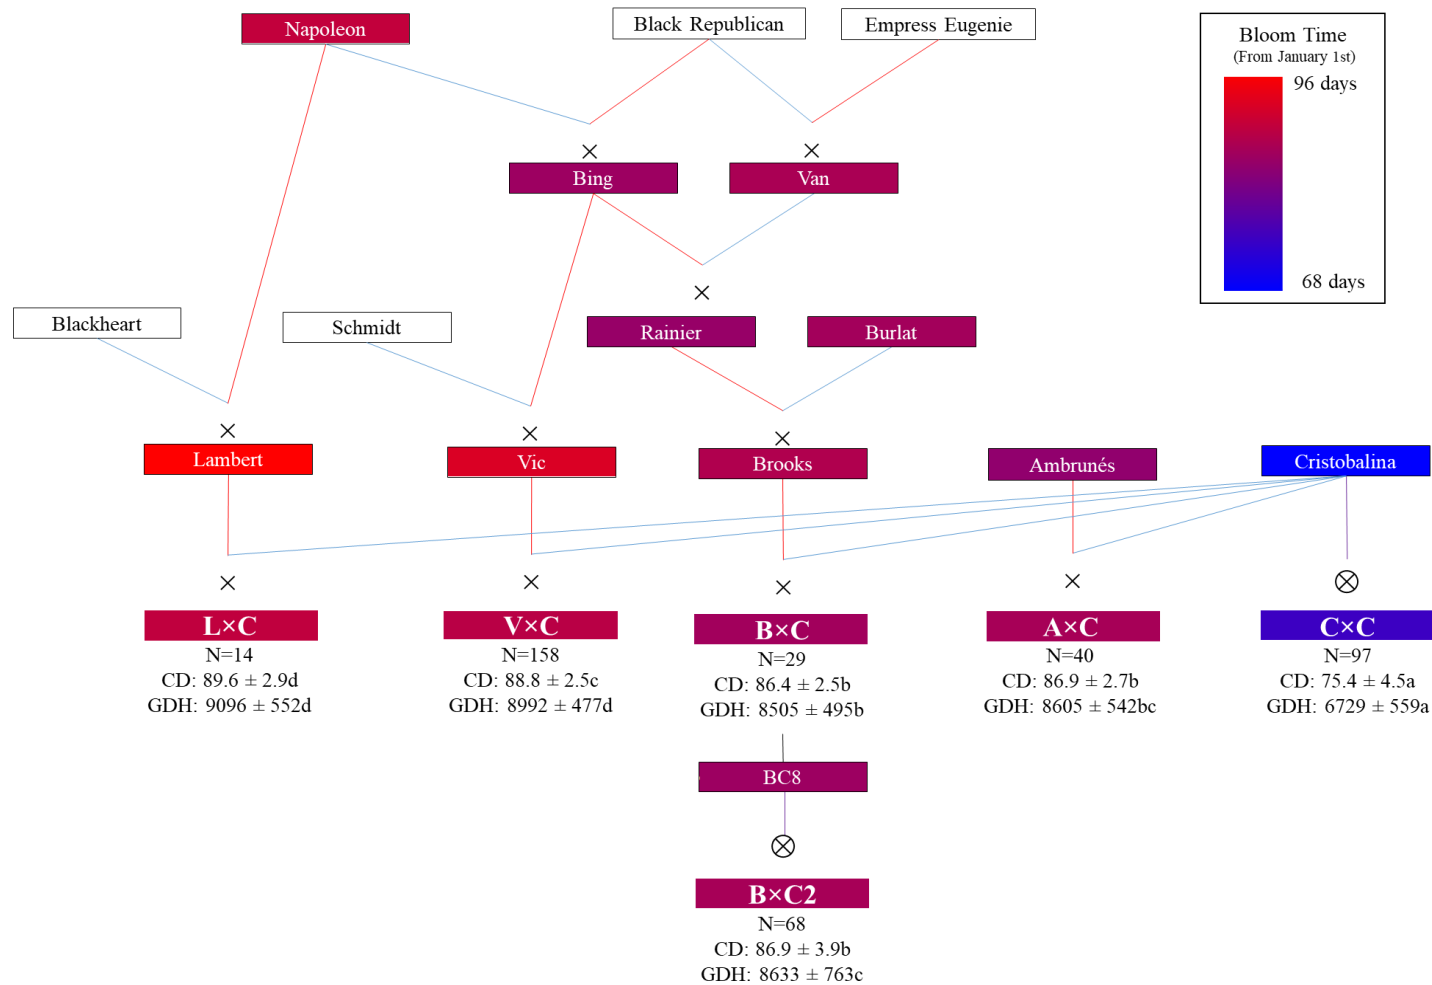 Napoleon
Black Republican
Empress Eugenie
Bloom Time
(From January 1st)
96 days
68 days
×
×
Bing
Van
×
Blackheart
Schmidt
Rainier
Burlat
×
×
×
Lambert
Vic
Brooks
Ambrunés
Cristobalina
×
×
×
×
⊗
L×C
N=14
CD: 89.6 ± 2.9d
GDH: 9096 ± 552d
V×C
N=158
CD: 88.8 ± 2.5c
GDH: 8992 ± 477d
B×C
N=29
CD: 86.4 ± 2.5b
GDH: 8505 ± 495b
A×C
N=40
CD: 86.9 ± 2.7b
GDH: 8605 ± 542bc
C×C
N=97
CD: 75.4 ± 4.5a
GDH: 6729 ± 559a
BC8
⊗
B×C2
N=68
CD: 86.9 ± 3.9b
GDH: 8633 ± 763c